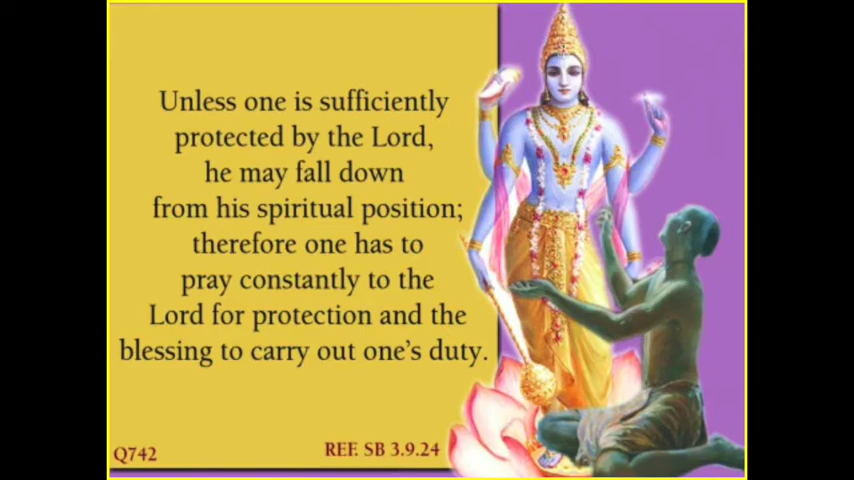 Unless one is sufficiently
protected by the Lord,
he may fall down
from his spiritual position;
therefore one has to
pray constantly to the
Lord for protection and the
blessing to carry out one's duty.
Q742
REF. SB 3.9.24